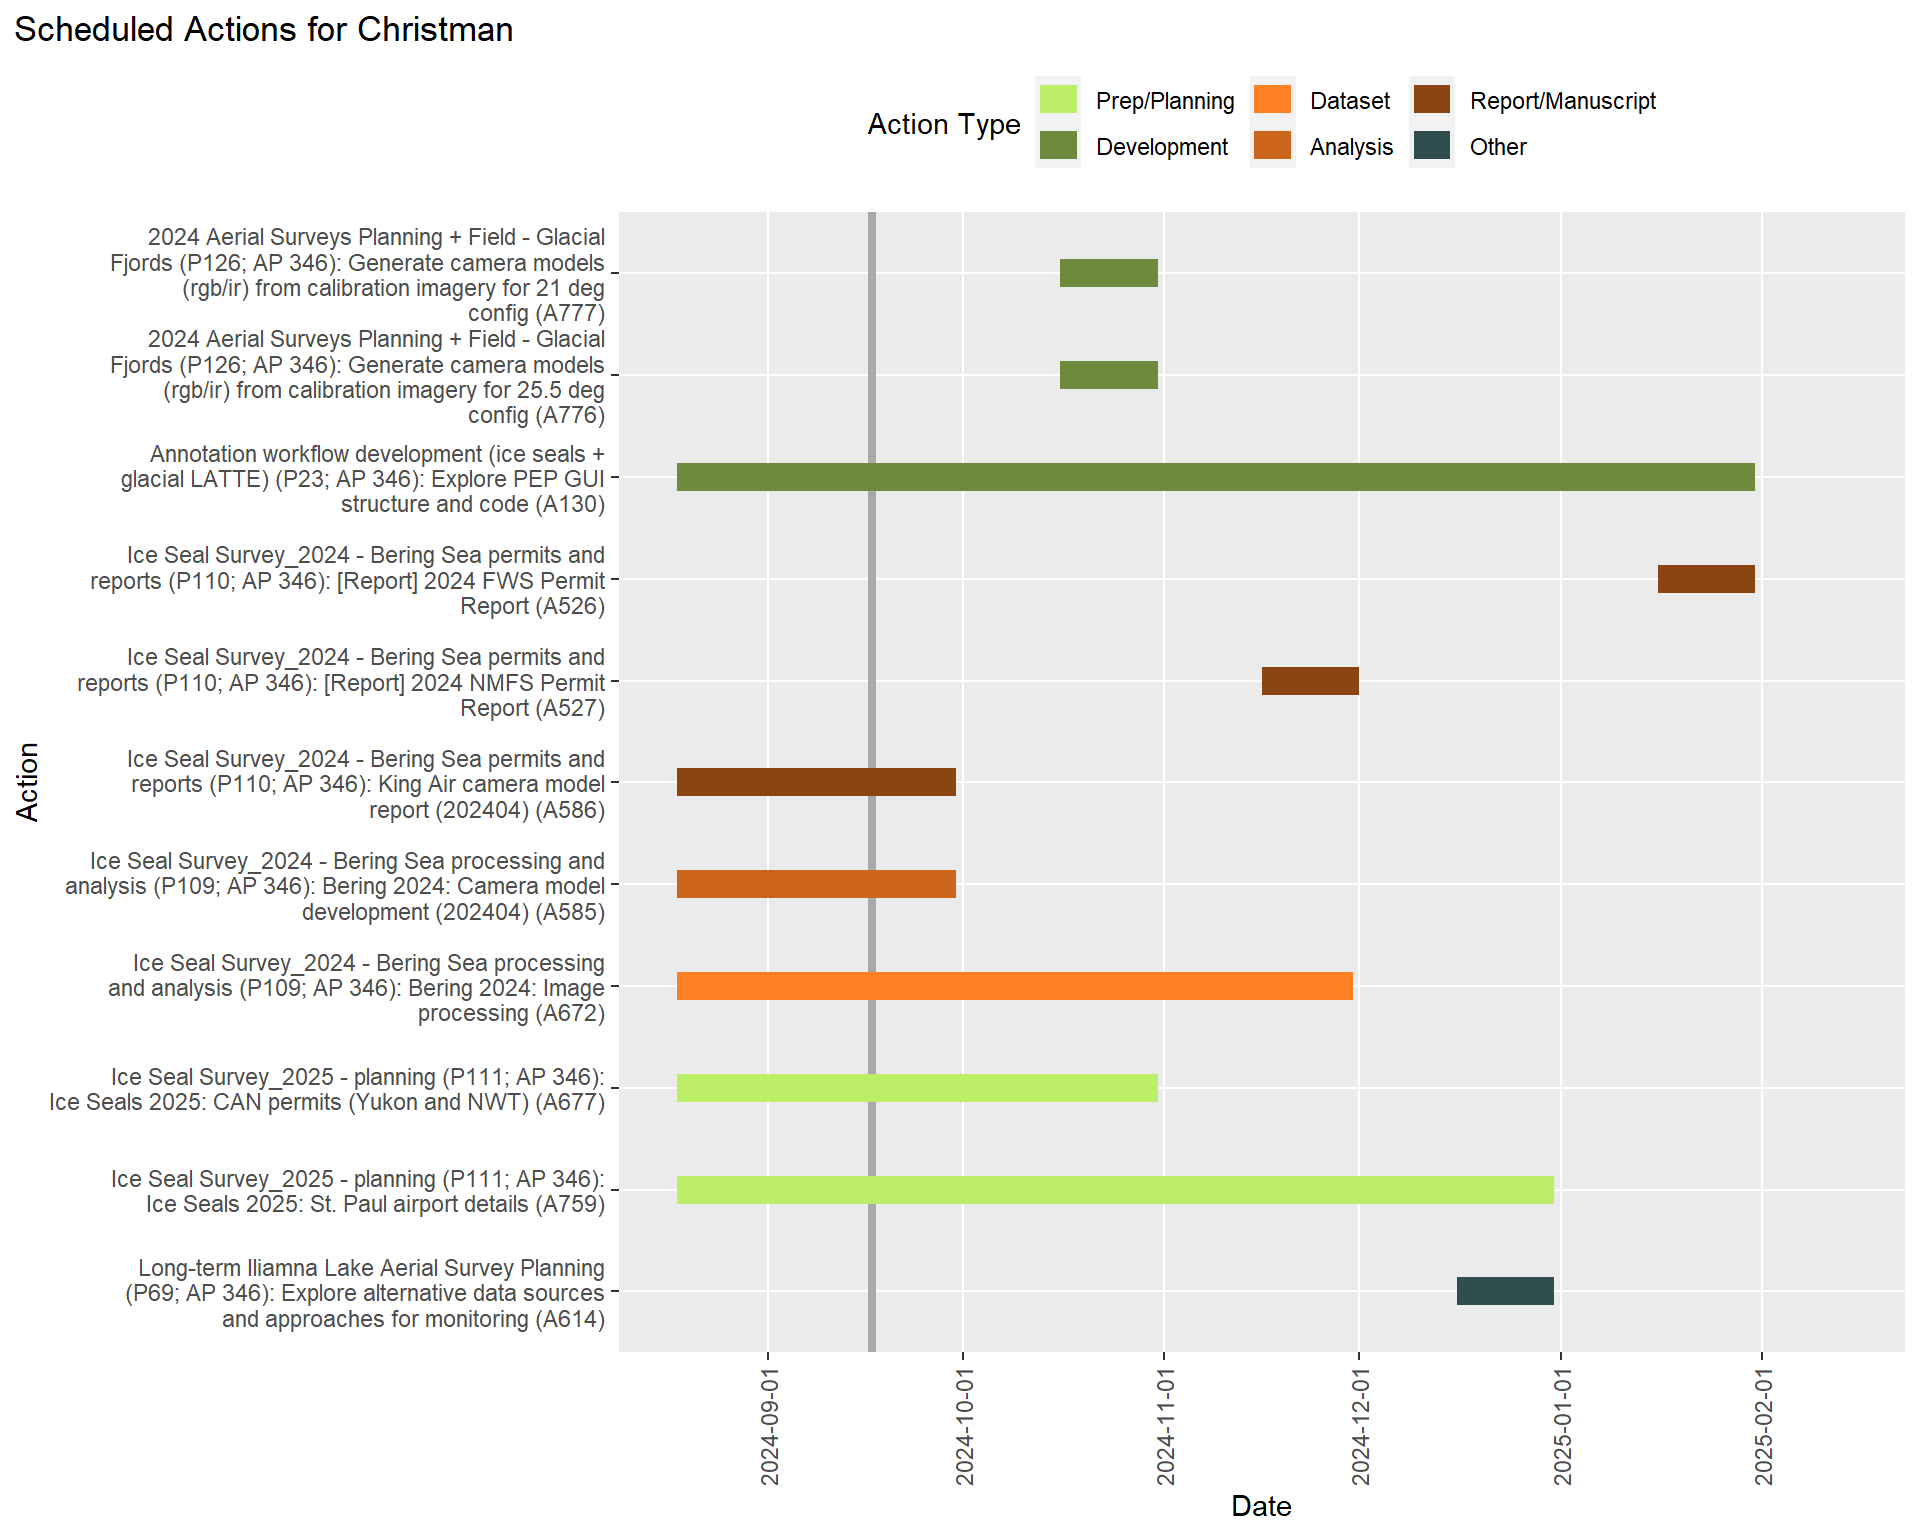 Scheduled Actions for Christman
Action Type
Prep/Planning
Dataset
Report/Manuscript
Development
Analysis
Other
2024 Aerial Surveys Planning + Field - Glacial
Fjords (P126; AP 346): Generate camera models
(rgb/ir) from calibration imagery for 21 deg
config (A777)
2024 Aerial Surveys Planning + Field - Glacial
Fjords (P126; AP 346): Generate camera models
(rgb/ir) from calibration imagery for 25.5 deg
config (A776)
Annotation workflow development (ice seals +
glacial LATTE) (P23; AP 346): Explore PEP GUI
structure and code (A130)
Ice Seal Survey_2024 - Bering Sea permits and
reports (P110; AP 346): [Report] 2024 FWS Permit
Report (A526)
Ice Seal Survey_2024 - Bering Sea permits and
reports (P110; AP 346): [Report] 2024 NMFS Permit
Report (A527)
Ice Seal Survey_2024 - Bering Sea permits and
reports (P110; AP 346): King Air camera model
report (202404) (A586)
Ice Seal Survey_2024 - Bering Sea processing and
analysis (P109; AP 346): Bering 2024: Camera model
development (202404) (A585)
Ice Seal Survey_2024 - Bering Sea processing
and analysis (P109; AP 346): Bering 2024: Image
processing (A672)
Ice Seal Survey_2025 - planning (P111; AP 346):
Ice Seals 2025: CAN permits (Yukon and NWT) (A677)
Ice Seal Survey_2025 - planning (P111; AP 346):
Ice Seals 2025: St. Paul airport details (A759)
Long-term Iliamna Lake Aerial Survey Planning
(P69; AP 346): Explore alternative data sources
and approaches for monitoring (A614)
Action
2024-09-01
2024-10-01
2024-11-01
2024-12-01
2025-01-01
2025-02-01
Date